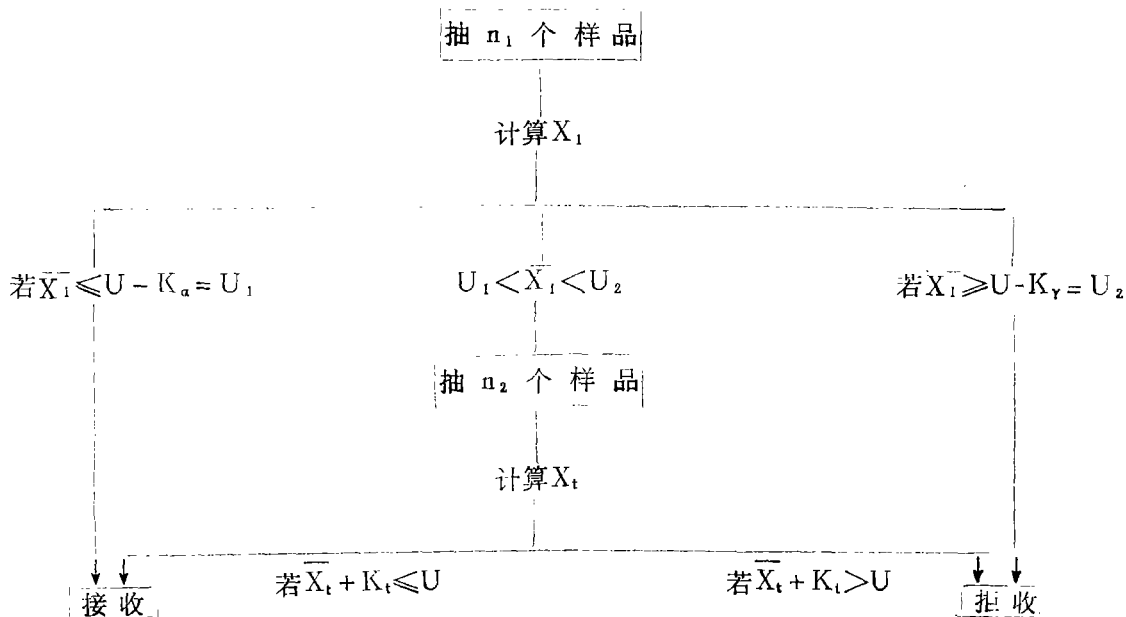 抽 n₁ 个 样 品
计算X₁
若X̄₁≤U-Kₐ=U₁
U₁<X̄₁<U₂
若X̄₁≥U-Kᵧ=U₂
抽 n₂ 个 样 品
计算Xₜ
若X̄ₜ+Kₜ≤U
若X̄ₜ+Kₜ>U
接 收
拒 收